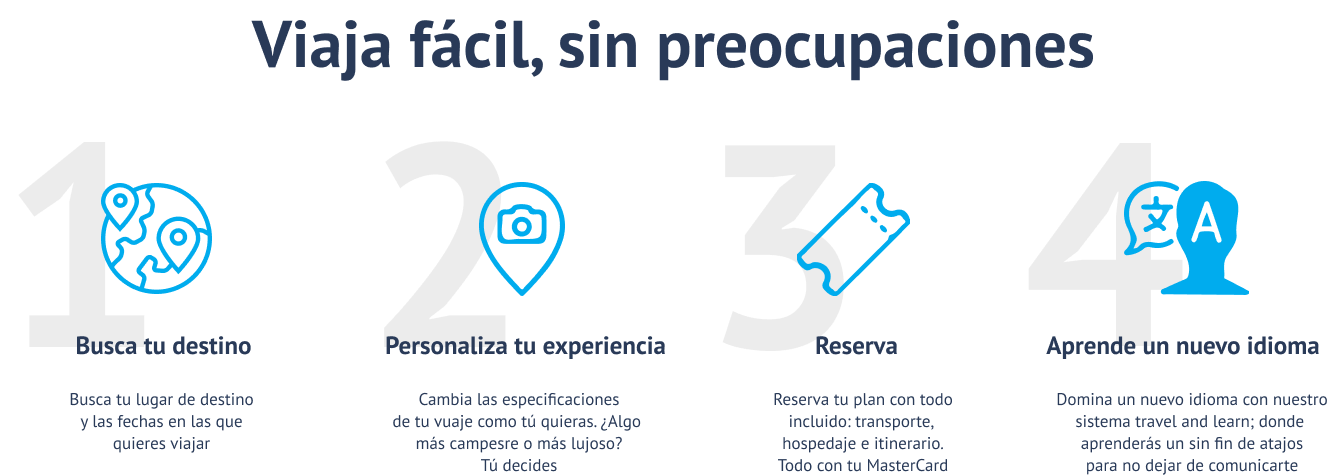 Viaja fácil, sin preocupaciones
1
Busca tu destino
Busca tu lugar de destino
y las fechas en las que
quieres viajar
2
Personaliza tu experiencia
Cambia las especificaciones
de tu vuaje como tú quieras. ¿Algo
más campesre o más lujoso?
Tú decides
3
Reserva
Reserva tu plan con todo
incluido: transporte,
hospedaje e itinerario.
Todo con tu MasterCard
4
文 A
Aprende un nuevo idioma
Domina un nuevo idioma con nuestro
sistema travel and learn; donde
aprenderás un sin fin de atajos
para no dejar de comunicarte